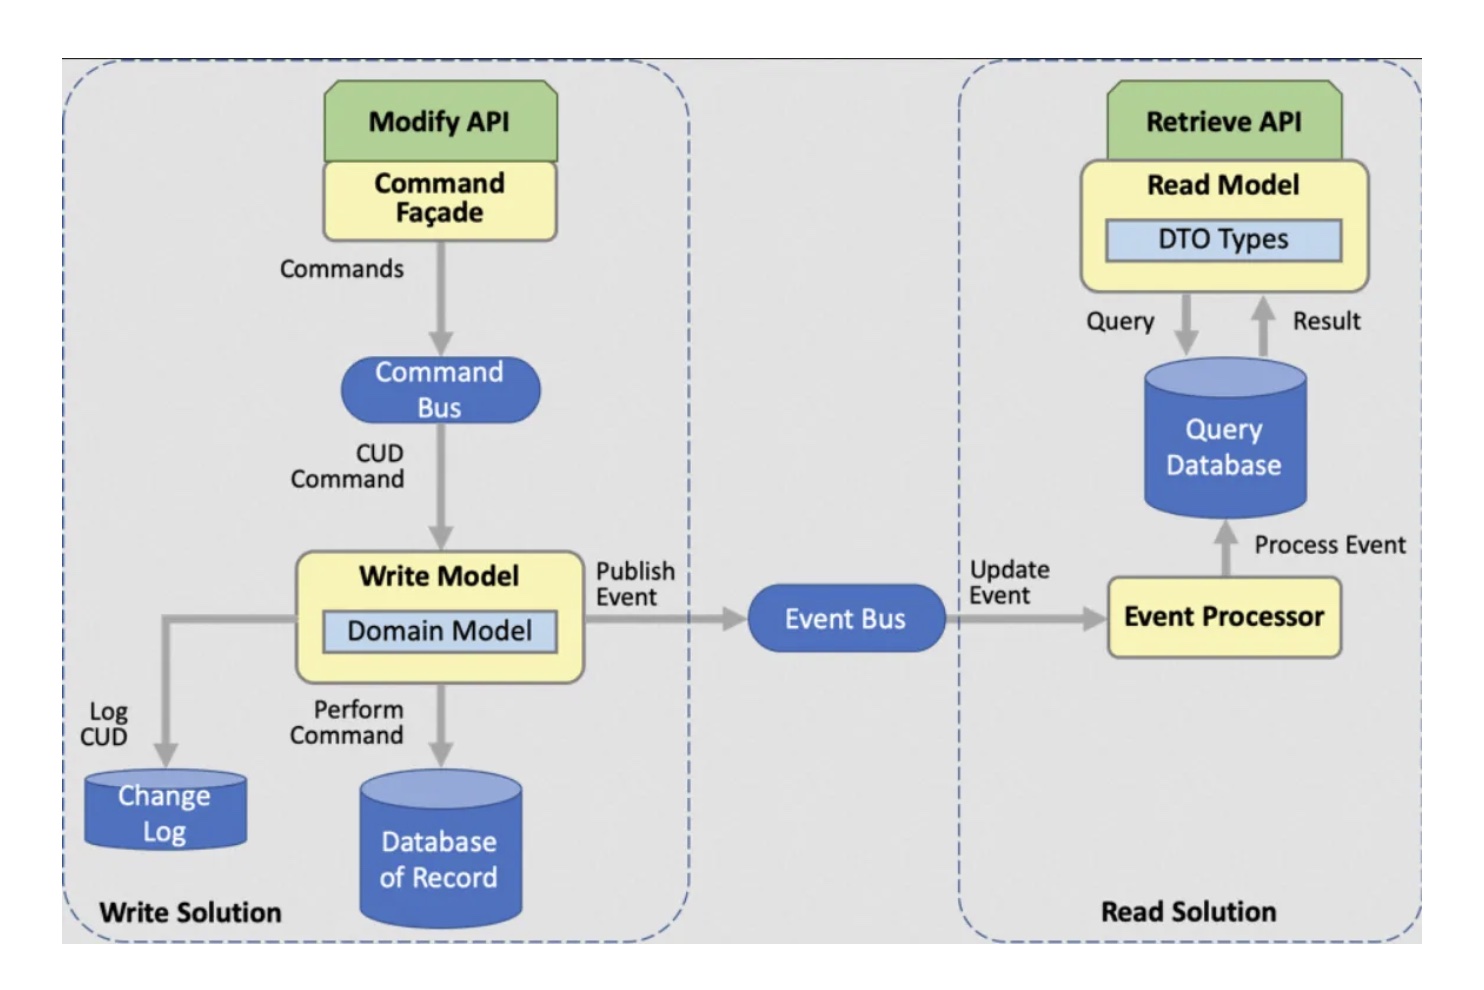 Modify API
Command
Façade
Commands
Command
Bus
CUD
Command
Write Model
Domain Model
Publish
Event
Log
CUD
Perform
Command
Change
Log
Database
of Record
Write Solution
Event Bus
Update
Event
Retrieve API
Read Model
DTO Types
Query
Result
Query
Database
Process Event
Event Processor
Read Solution